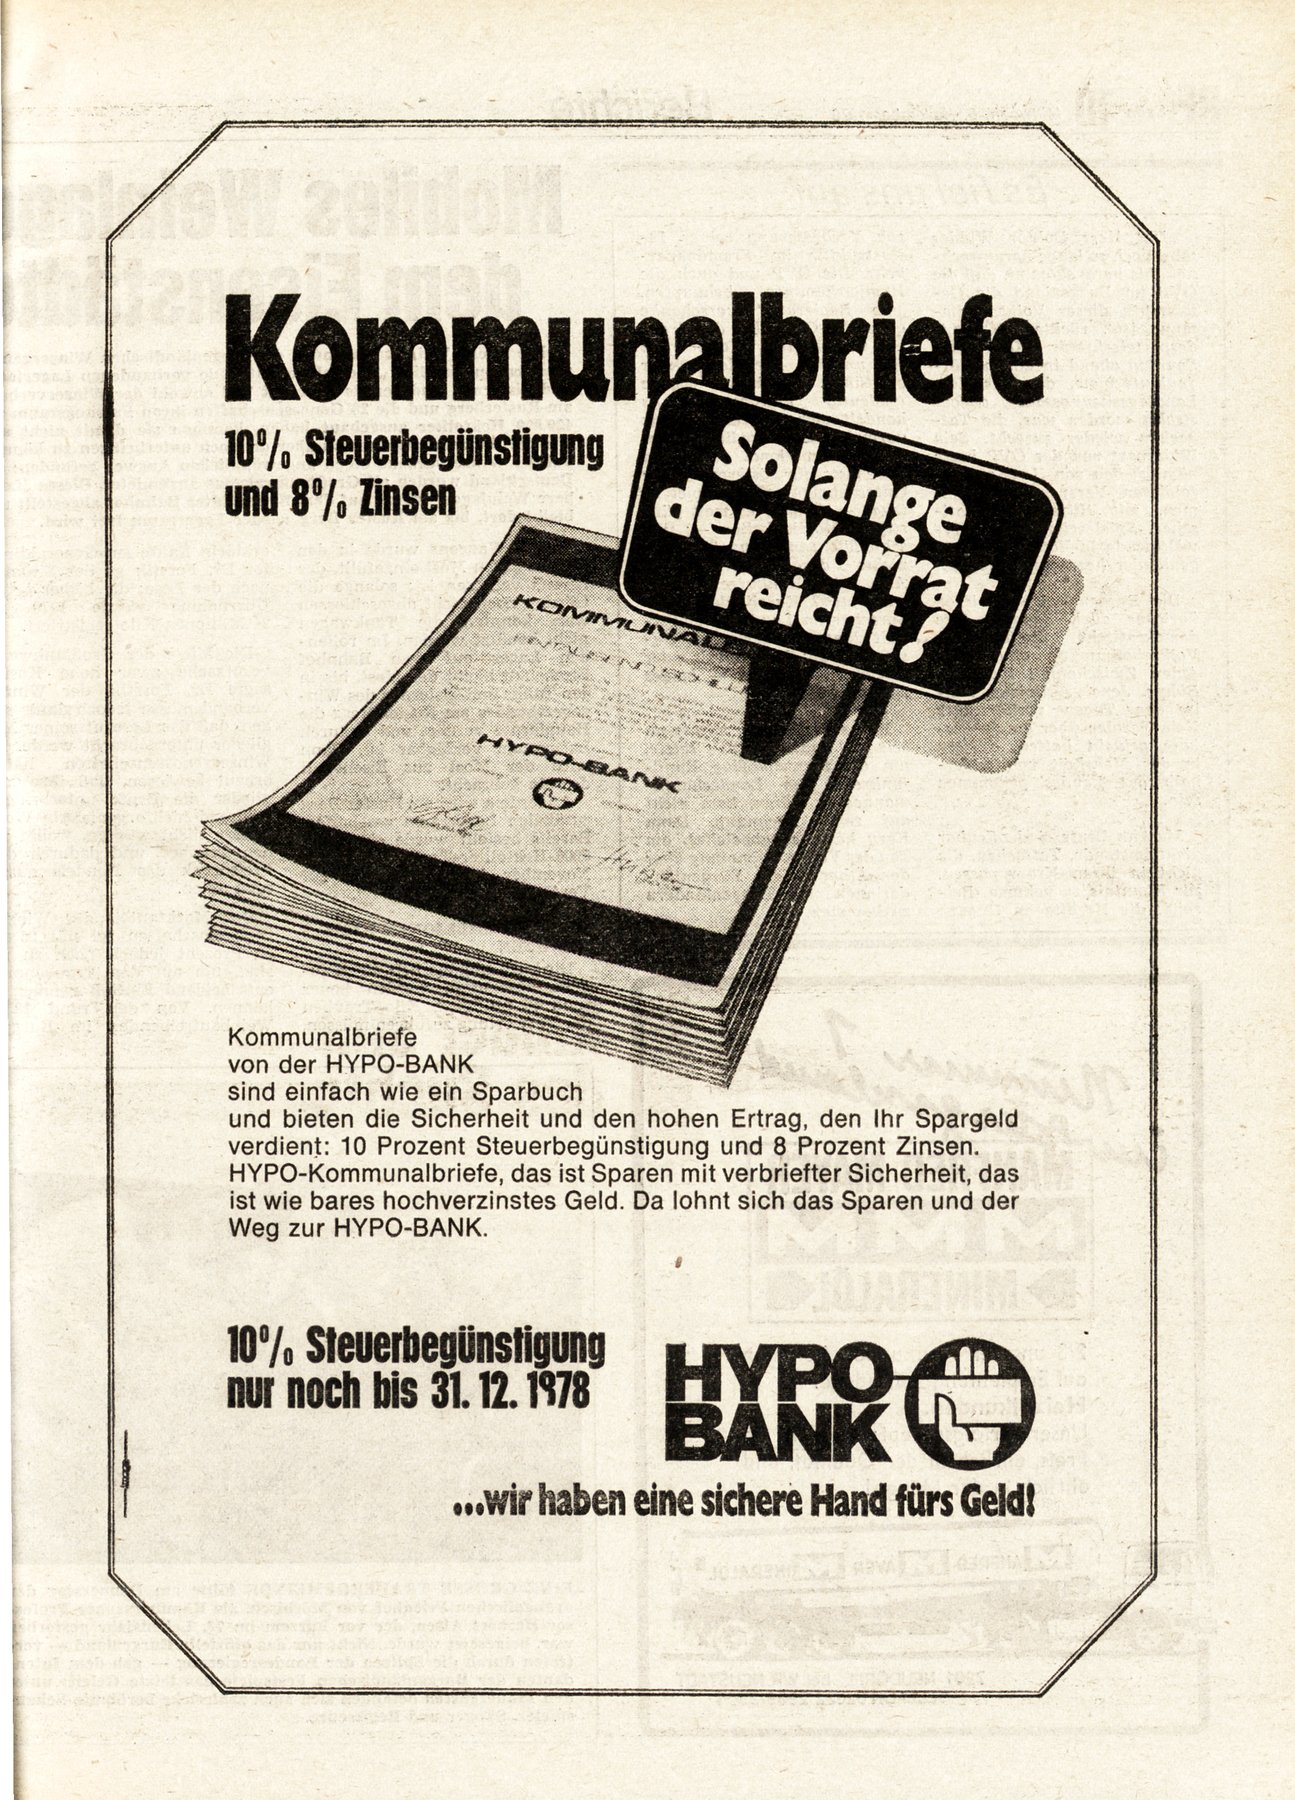 Kommunalbriefe
10% Steuerbegünstigung
und 8% Zinsen
Solange
der Vorrat
reicht!
KOMMUNALE
HYPO-BANK
Kommunalbriefe
von der HYPO-BANK
sind einfach wie ein Sparbuch
und bieten die Sicherheit und den hohen Ertrag, den Ihr Spargeld
verdient: 10 Prozent Steuerbegünstigung und 8 Prozent Zinsen.
HYPO-Kommunalbriefe, das ist Sparen mit verbriefter Sicherheit, das
ist wie bares hochverzinstes Geld. Da lohnt sich das Sparen und der
Weg zur HYPO-BANK.
10% Steuerbegünstigung
nur noch bis 31. 12. 1978
HYPO-
BANK
...wir haben eine sichere Hand fürs Geld!